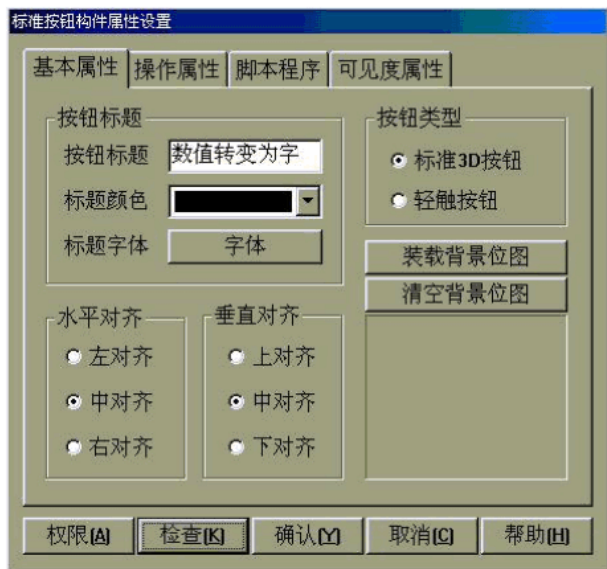 标准按钮构件属性设置
基本属性 操作属性 脚本程序 可见度属性
按钮标题
按钮标题 数值转变为字
标题颜色
标题字体 字体
按钮类型
标准3D按钮
轻触按钮
装载背景位图
清空背景位图
水平对齐
左对齐
中对齐
右对齐
垂直对齐
上对齐
中对齐
下对齐
权限(A) 检查(K) 确认(Y) 取消(C) 帮助(H)